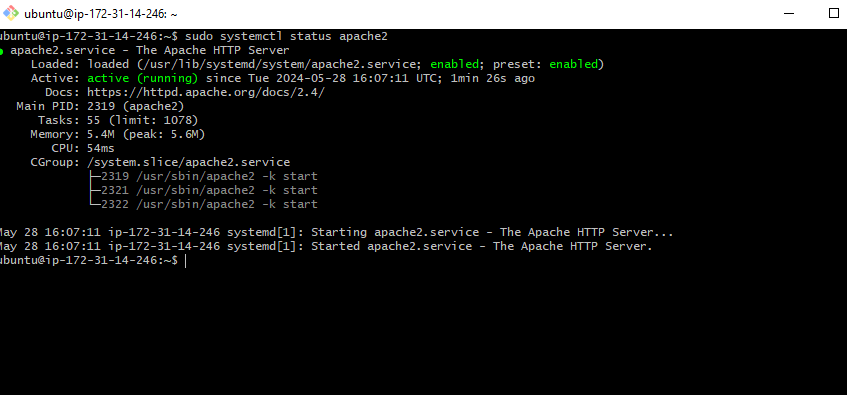 ubuntu@ip-172-31-14-246: ~
ubuntu@ip-172-31-14-246:~$ sudo systemctl status apache2
● apache2.service - The Apache HTTP Server
     Loaded: loaded (/usr/lib/systemd/system/apache2.service; enabled; preset: enabled)
     Active: active (running) since Tue 2024-05-28 16:07:11 UTC; 1min 26s ago
       Docs: https://httpd.apache.org/docs/2.4/
   Main PID: 2319 (apache2)
      Tasks: 55 (limit: 1078)
     Memory: 5.4M (peak: 5.6M)
        CPU: 54ms
     CGroup: /system.slice/apache2.service
             ├─2319 /usr/sbin/apache2 -k start
             ├─2321 /usr/sbin/apache2 -k start
             └─2322 /usr/sbin/apache2 -k start
May 28 16:07:11 ip-172-31-14-246 systemd[1]: Starting apache2.service - The Apache HTTP Server...
May 28 16:07:11 ip-172-31-14-246 systemd[1]: Started apache2.service - The Apache HTTP Server.
ubuntu@ip-172-31-14-246:~$